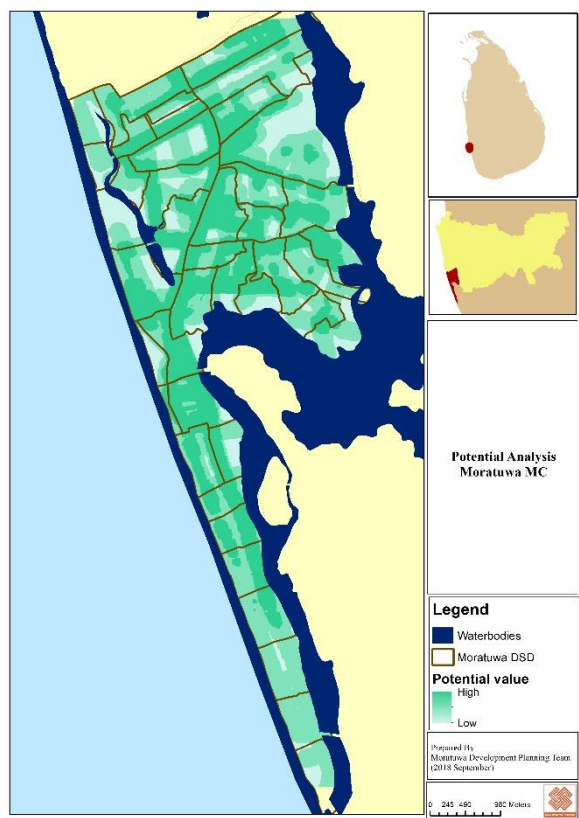 Potential Analysis
Moratuwa MC
Legend
Waterbodies
Moratuwa DSD
Potential value
High
Low
Prepared By
Moratuwa Development Planning Team
(2018 September)
0 245 490 980 Meters